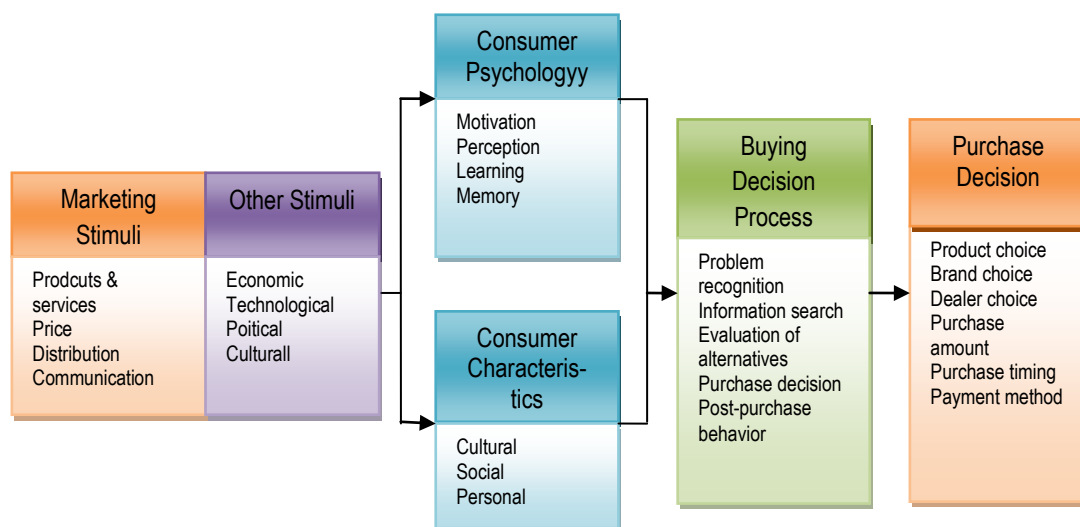 Marketing
Stimuli
Prodcuts &
services
Price
Distribution
Communication
Other Stimuli
Economic
Technological
Poitical
Culturall
Consumer
Psychologyy
Motivation
Perception
Learning
Memory
Consumer
Characteris-
tics
Cultural
Social
Personal
Buying
Decision
Process
Problem
recognition
Information search
Evaluation of
alternatives
Purchase decision
Post-purchase
behavior
Purchase
Decision
Product choice
Brand choice
Dealer choice
Purchase
amount
Purchase timing
Payment method